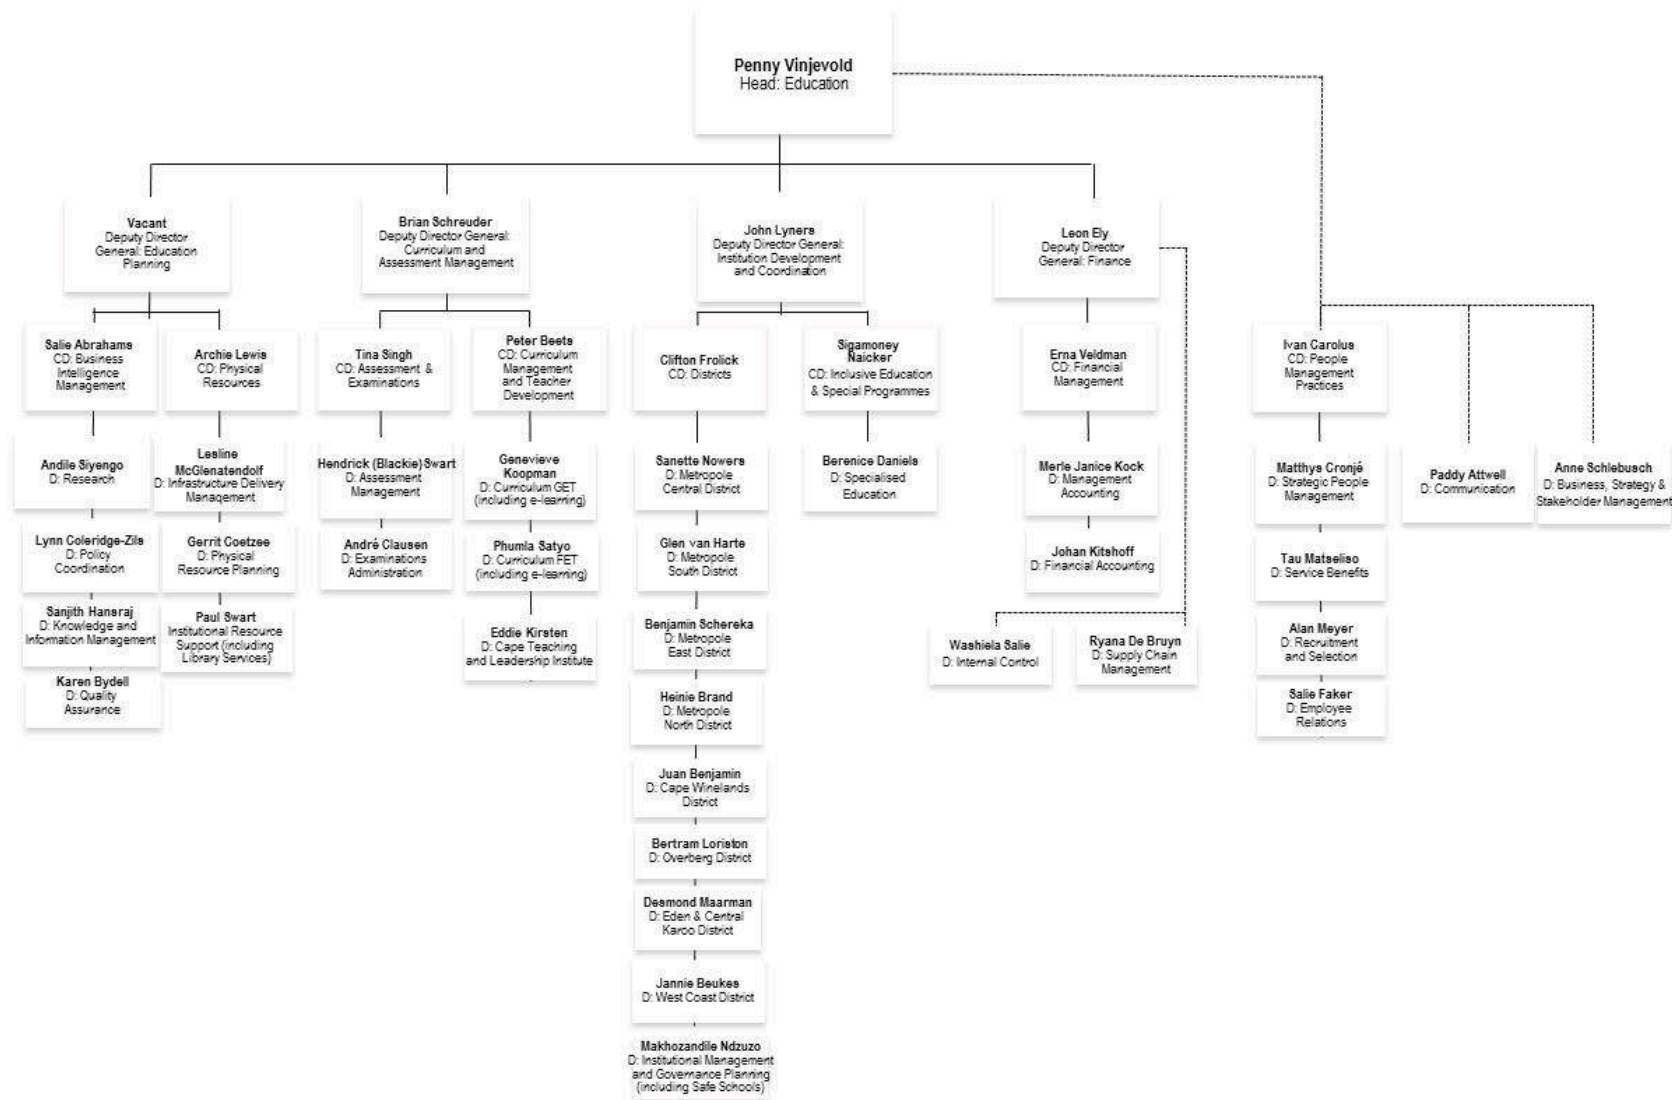 Penny Vinjevold
Head: Education
Vacant
Deputy Director
General: Education
Planning
Brian Schreuder
Deputy Director General:
Curriculum and
Assessment Management
John Lyners
Deputy Director General:
Institution Development
and Coordination
Leon Ely
Deputy Director
General: Finance
Salie Abrahams
CD: Business
Intelligence
Management
Archie Lewis
CD: Physical
Resources
Tina Singh
CD: Assessment &
Examinations
Peter Beets
CD: Curriculum
Management
and Teacher
Development
Clifton Frolick
CD: Districts
Sigamoney
Naicker
CD: Inclusive Education
& Special Programmes
Erna Veldman
CD: Financial
Management
Ivan Carolus
CD: People
Management
Practices
Andile Siyengo
D: Research
Lesline
McGlenatendolf
D: Infrastructure Delivery
Management
Hendrick (Blackie) Swart
D: Assessment
Management
Genevieve
Koopman
D: Curriculum GET
(including e-learning)
Sanette Nowers
D: Metropole
Central District
Berenice Daniels
D: Specialised
Education
Merle Janice Kock
D: Management
Accounting
Matthys Cronjé
D: Strategic People
Management
Paddy Attwell
D: Communication
Anne Schlebusch
D: Business, Strategy &
Stakeholder Management
Lynn Coleridge-Zils
D: Policy
Coordination
Gerrit Coetzee
D: Physical
Resource Planning
André Clausen
D: Examinations
Administration
Phumla Satyo
D: Curriculum FET
(including e-learning)
Glen van Harte
D: Metropole
South District
Johan Kitshoff
D: Financial Accounting
Tau Matseliso
D: Service Benefits
Sanjith Hansraj
D: Knowledge and
Information Management
Paul Swart
Institutional Resource
Support (including
Library Services)
Eddie Kirsten
D: Cape Teaching
and Leadership Institute
Benjamin Schereka
D: Metropole
East District
Washiela Salie
D: Internal Control
Ryana De Bruyn
D: Supply Chain
Management
Alan Meyer
D: Recruitment
and Selection
Karen Bydell
D: Quality
Assurance
Heinie Brand
D: Metropole
North District
Salie Faker
D: Employee
Relations
Juan Benjamin
D: Cape Winelands
District
Bertram Loriston
D: Overberg District
Desmond Maarman
D: Eden & Central
Karoo District
Jannie Beukes
D: West Coast District
Makhozandile Ndzuzo
D: Institutional Management
and Governance Planning
(including Safe Schools)